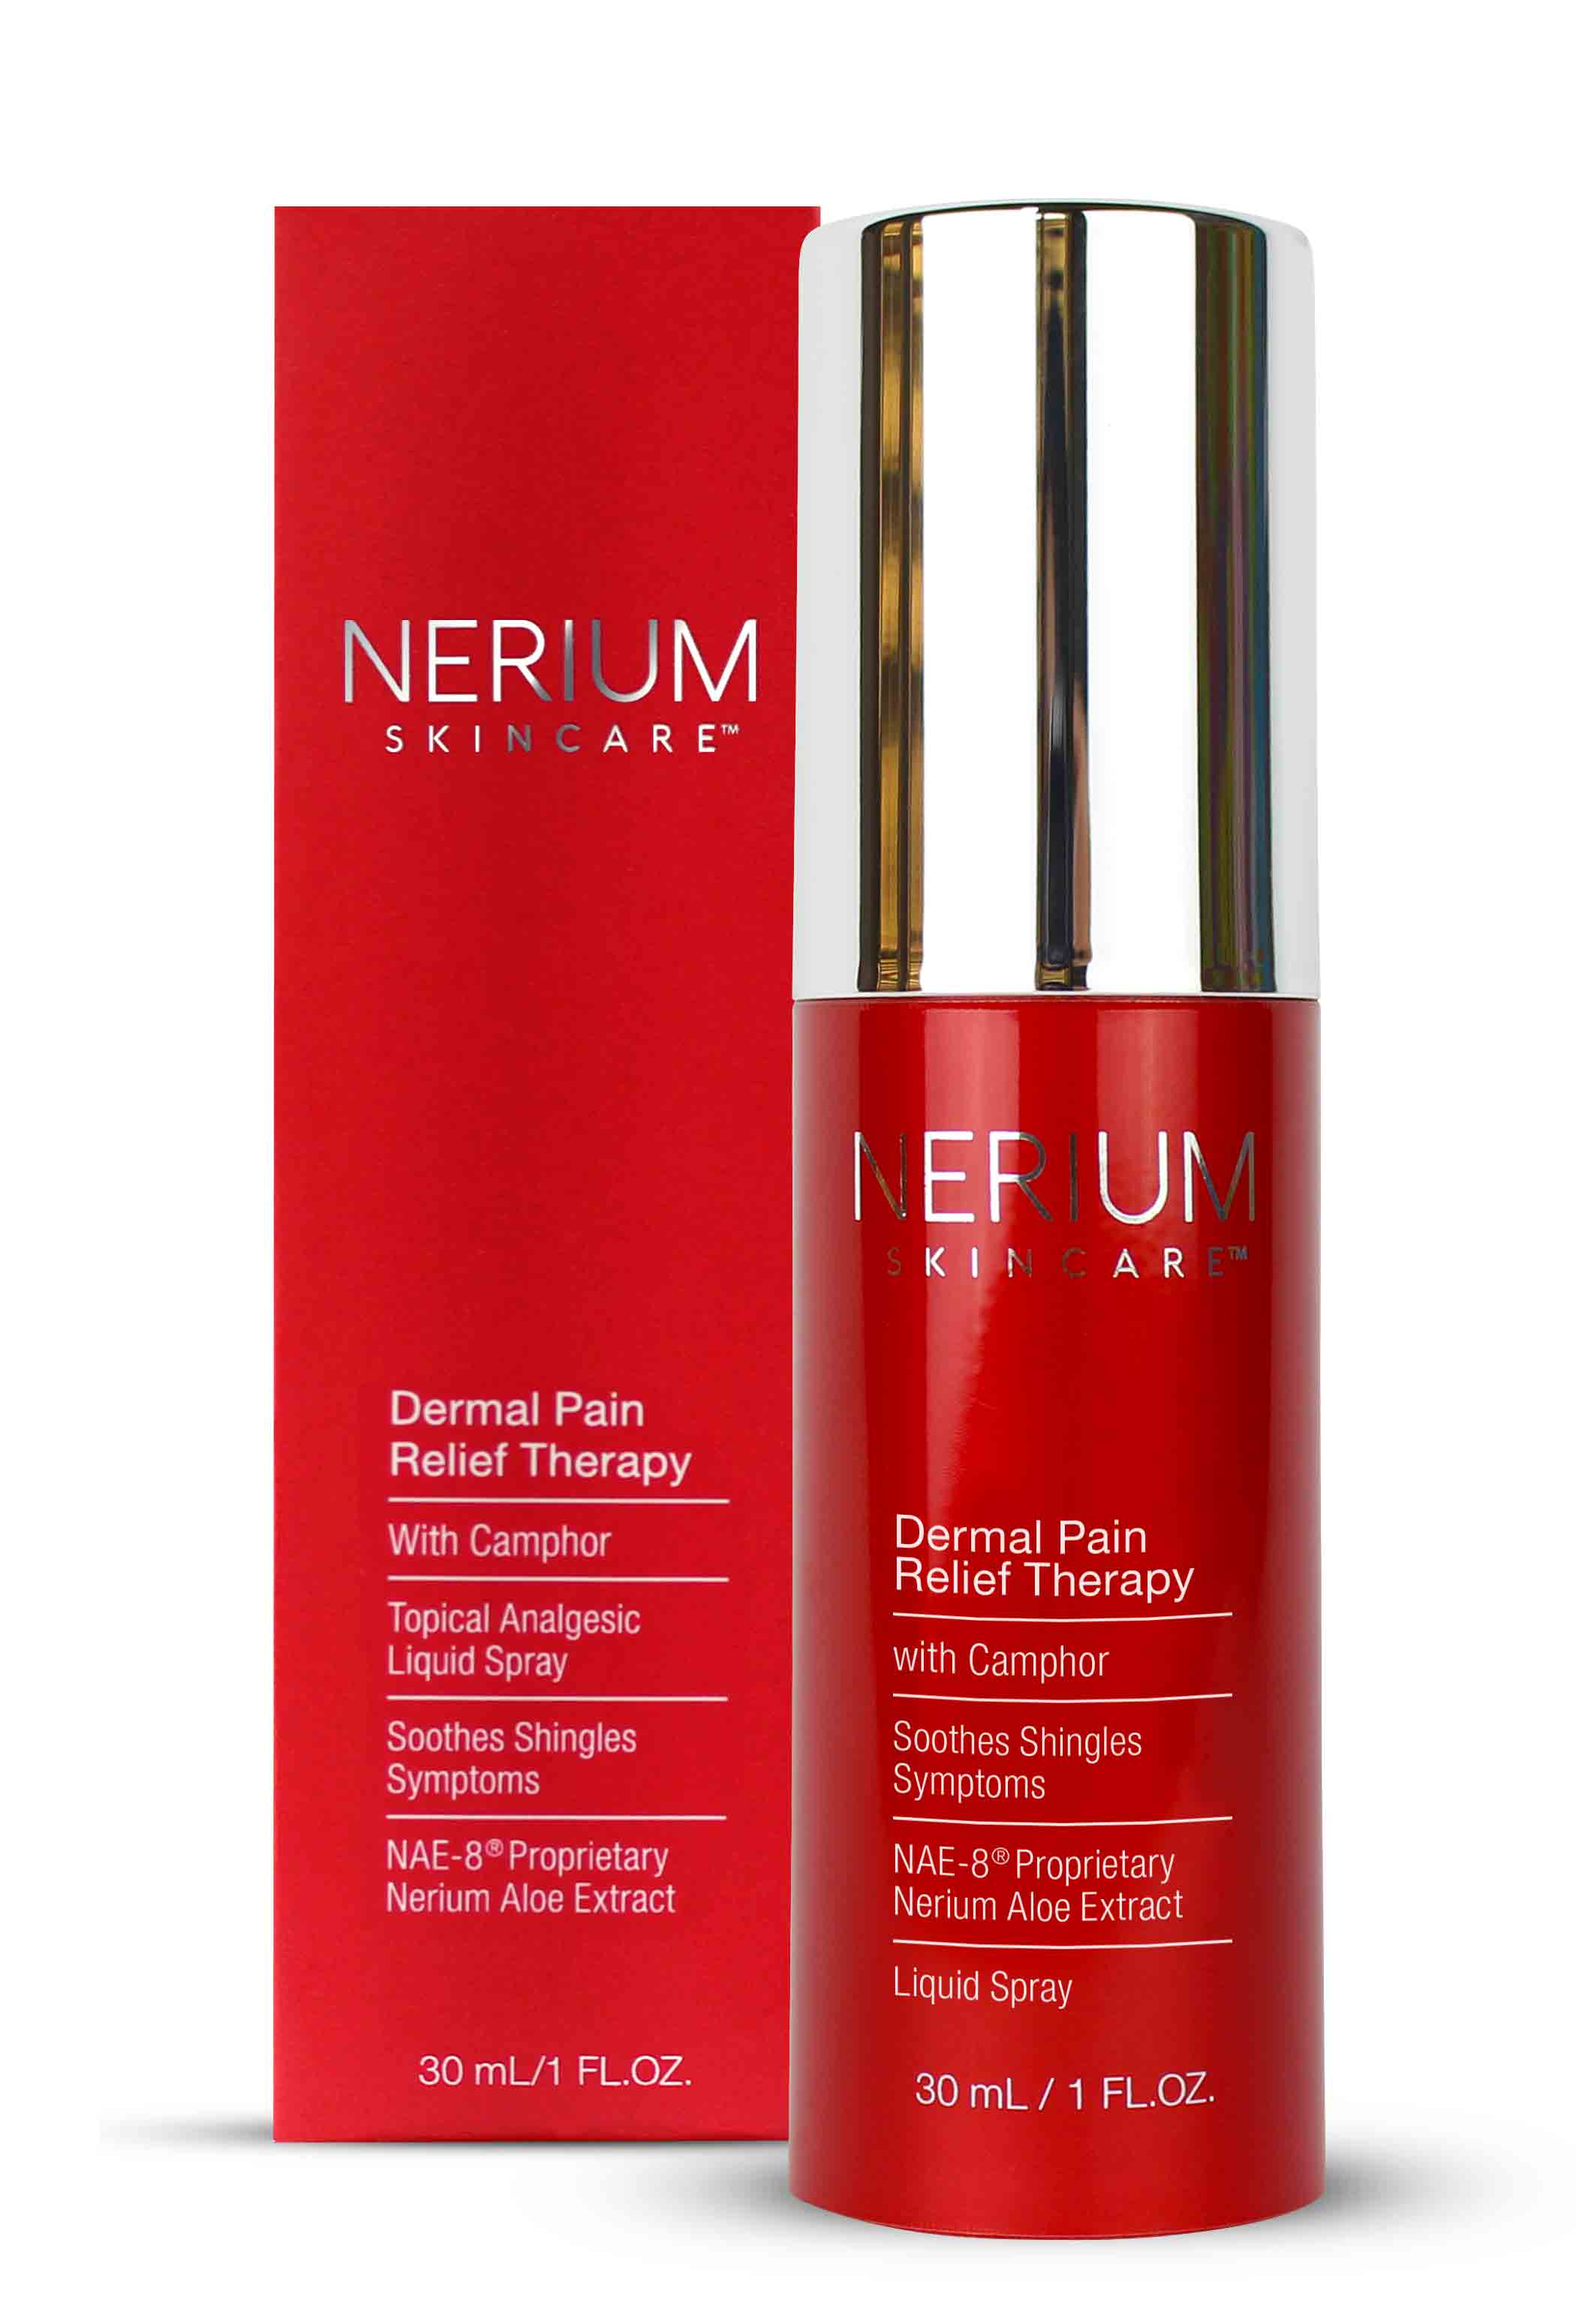 NERIUM
SKINCARE™
Dermal Pain
Relief Therapy
With Camphor
Topical Analgesic
Liquid Spray
Soothes Shingles
Symptoms
NAE-8® Proprietary
Nerium Aloe Extract
30 mL/1 FL.OZ.
NERIUM
SKINCARE™
Dermal Pain
Relief Therapy
with Camphor
Soothes Shingles
Symptoms
NAE-8® Proprietary
Nerium Aloe Extract
Liquid Spray
30 mL / 1 FL.OZ.